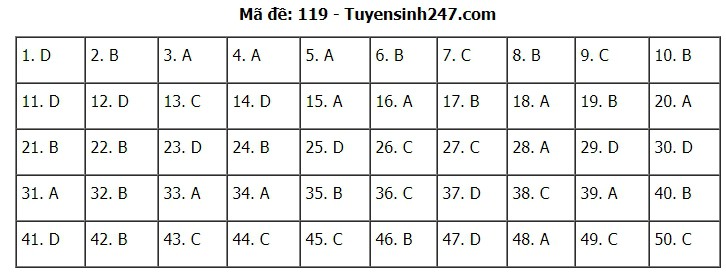 Mã đề: 119 - Tuyensinh247.com
1. D 2. B 3. A 4. A 5. A 6. B 7. C 8. B 9. C 10. B
11. D 12. D 13. C 14. D 15. A 16. A 17. B 18. A 19. B 20. A
21. B 22. B 23. D 24. B 25. D 26. C 27. C 28. A 29. D 30. D
31. A 32. B 33. A 34. A 35. B 36. C 37. D 38. C 39. A 40. B
41. D 42. B 43. C 44. C 45. C 46. B 47. D 48. A 49. C 50. C